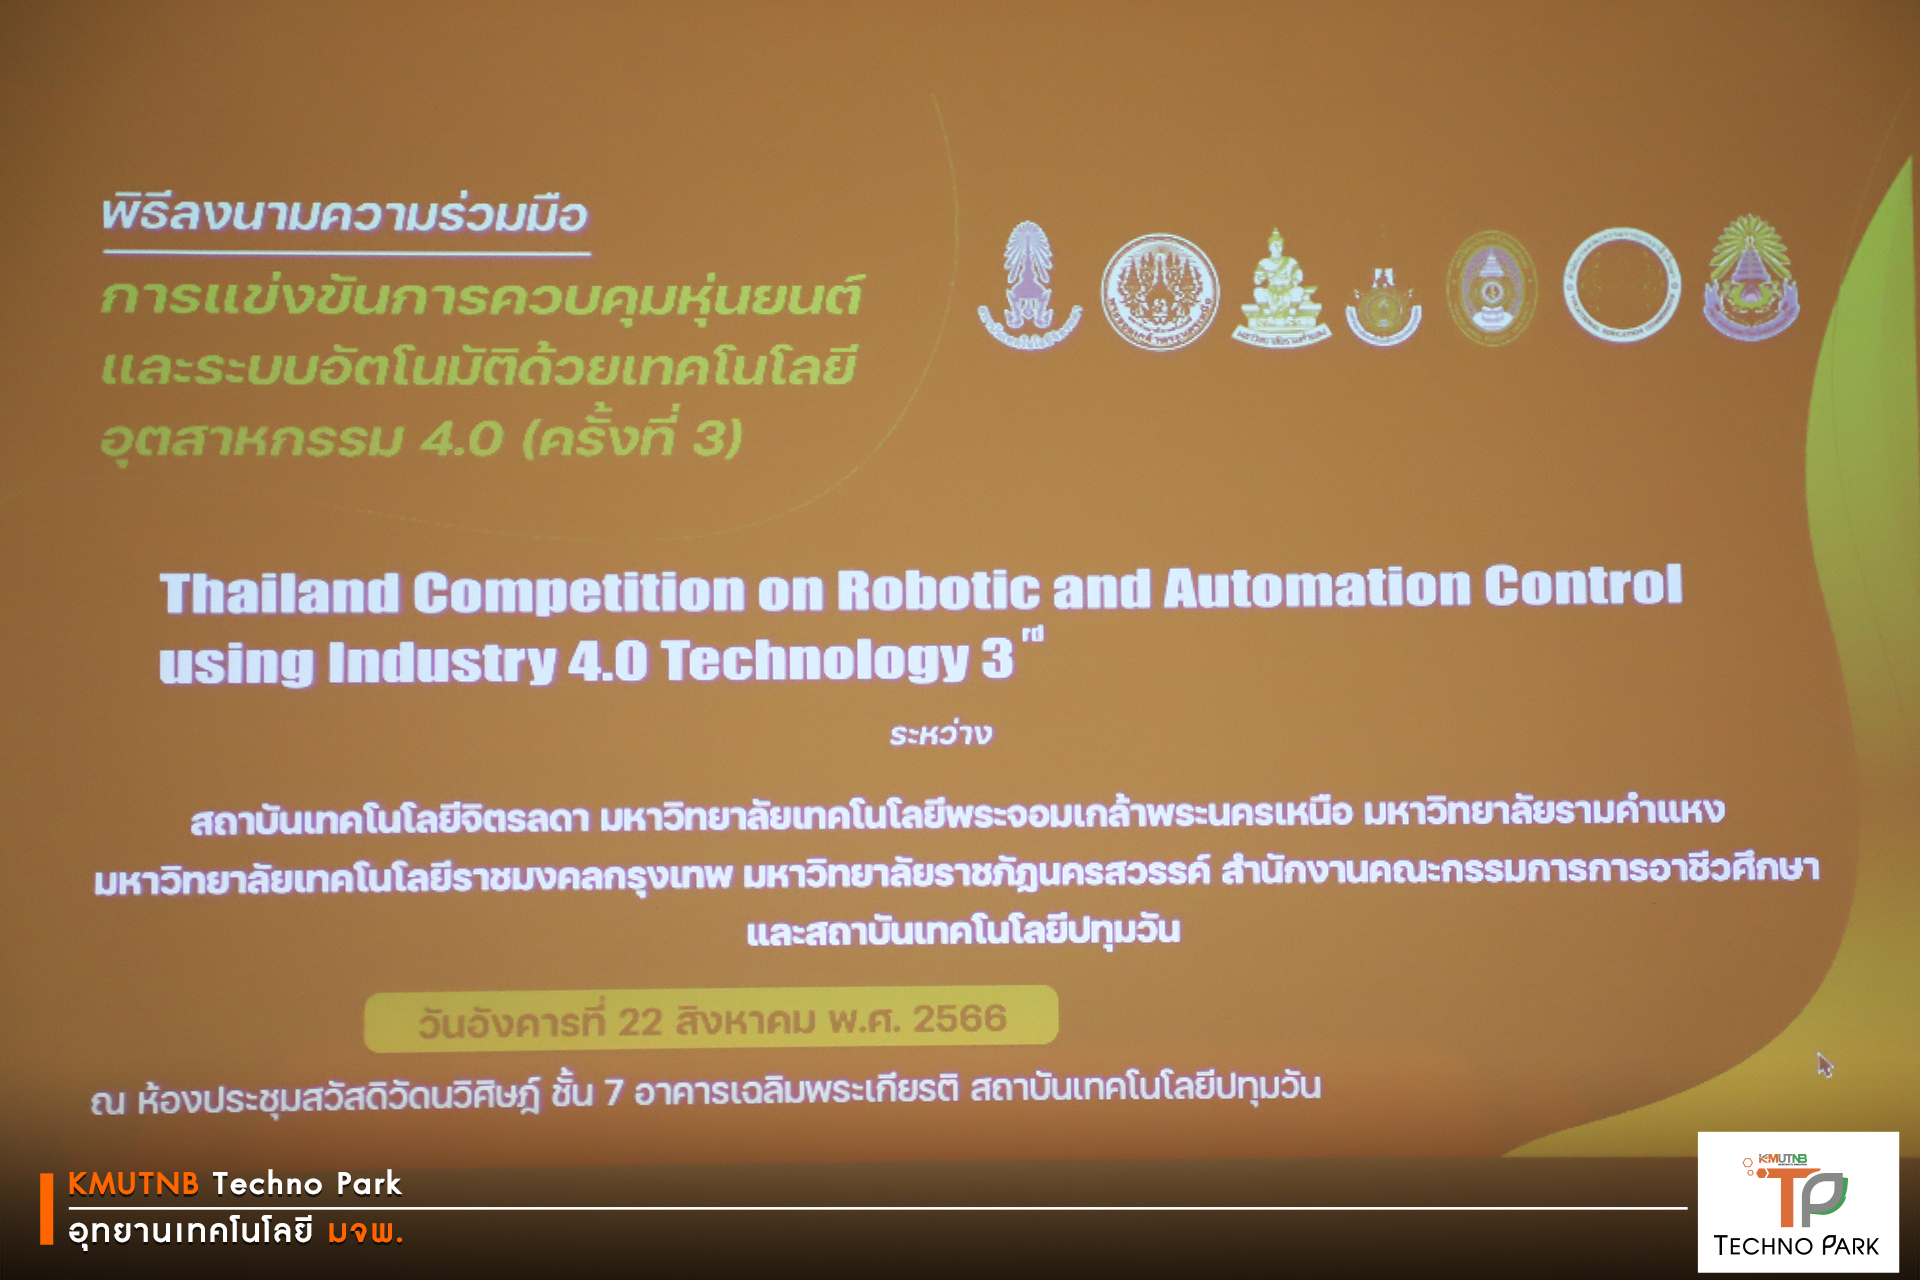 พิธีลงนามความร่วมมือ
การแข่งขันการควบคุมหุ่นยนต์
และระบบอัตโนมัติด้วยเทคโนโลยี
อุตสาหกรรม 4.0 (ครั้งที่ 3)
Thailand Competition on Robotic and Automation Control
using Industry 4.0 Technology 3rd
ระหว่าง
สถาบันเทคโนโลยีจิตรลดา มหาวิทยาลัยเทคโนโลยีพระจอมเกล้าพระนครเหนือ มหาวิทยาลัยรามคำแหง
มหาวิทยาลัยเทคโนโลยีราชมงคลกรุงเทพ มหาวิทยาลัยราชภัฏนครสวรรค์ สำนักงานคณะกรรมการการอาชีวศึกษา
และสถาบันเทคโนโลยีปทุมวัน
วันอังคารที่ 22 สิงหาคม พ.ศ. 2566
ณ ห้องประชุมสวัสดิวัดนวิศิษฎ์ ชั้น 7 อาคารเฉลิมพระเกียรติ สถาบันเทคโนโลยีปทุมวัน
KMUTNB Techno Park
อุทยานเทคโนโลยี มจพ.
KMUTNB
TP
TECHNO PARK